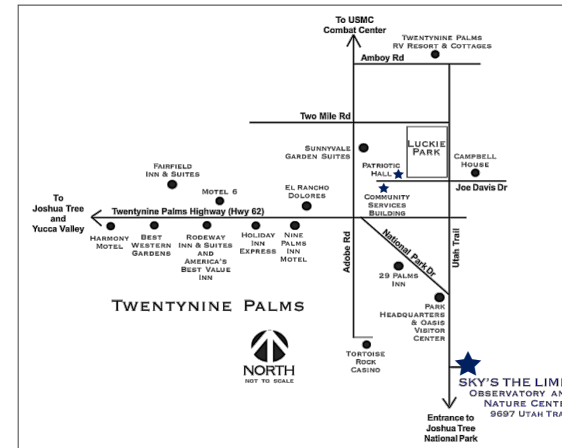 To USMC
Combat Center
TWENTYNINE PALMS
RV RESORT & COTTAGES
Amboy Rd
Two Mile Rd
SUNNYVALE
GARDEN SUITES
LUCKIE
PARK
PATRIOTIC
HALL
CAMPBELL
HOUSE
FAIRFIELD
INN & SUITES
MOTEL 6
EL RANCHO
DOLORES
COMMUNITY
SERVICES
BUILDING
Joe Davis Dr
To
Joshua Tree
and
Yucca Valley
Twentynine Palms Highway (Hwy 62)
HARMONY
MOTEL
BEST
WESTERN
GARDENS
RODEWAY
INN & SUITES
AND
AMERICA'S
BEST VALUE
INN
HOLIDAY
INN
EXPRESS
NINE
PALMS
INN
MOTEL
Adobe Rd
National Park Dr
Utah Trail
29 PALMS
INN
PARK
HEADQUARTERS
& OASIS
VISITOR
CENTER
TWENTYNINE PALMS
NORTH
NOT TO SCALE
TORTOISE
ROCK
CASINO
SKY'S THE LIM
OBSERVATORY AN
NATURE CENTE
9697 UTAH TRA
Entrance to
Joshua Tree
National Park